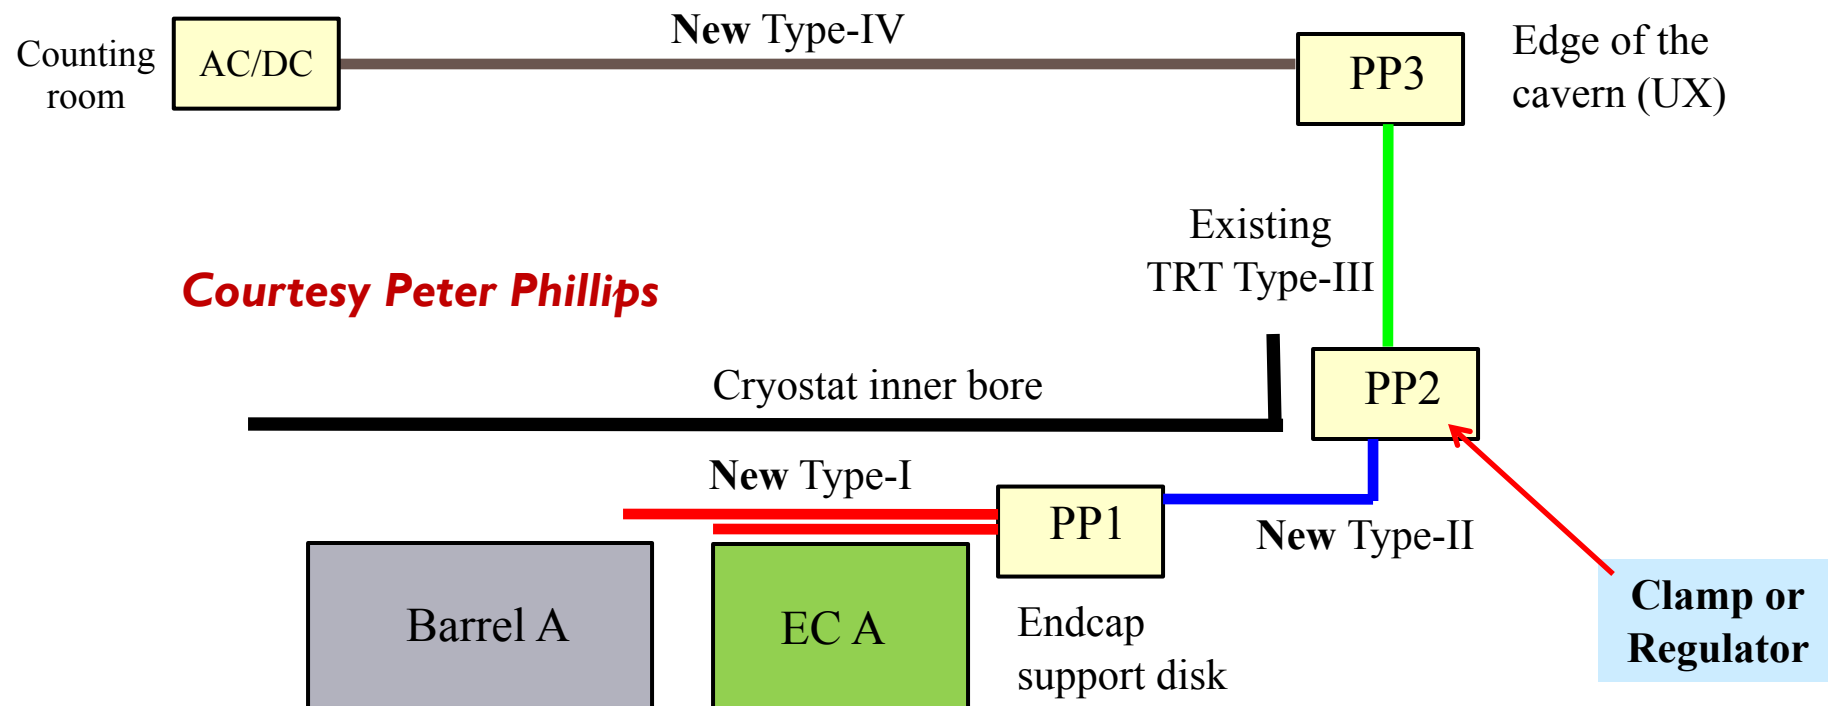 Counting
room
AC/DC
New Type-IV
PP3
Edge of the
cavern (UX)
Existing
TRT Type-III
Courtesy Peter Phillips
Cryostat inner bore
PP2
New Type-I
PP1
New Type-II
Barrel A
EC A
Endcap
support disk
Clamp or
Regulator